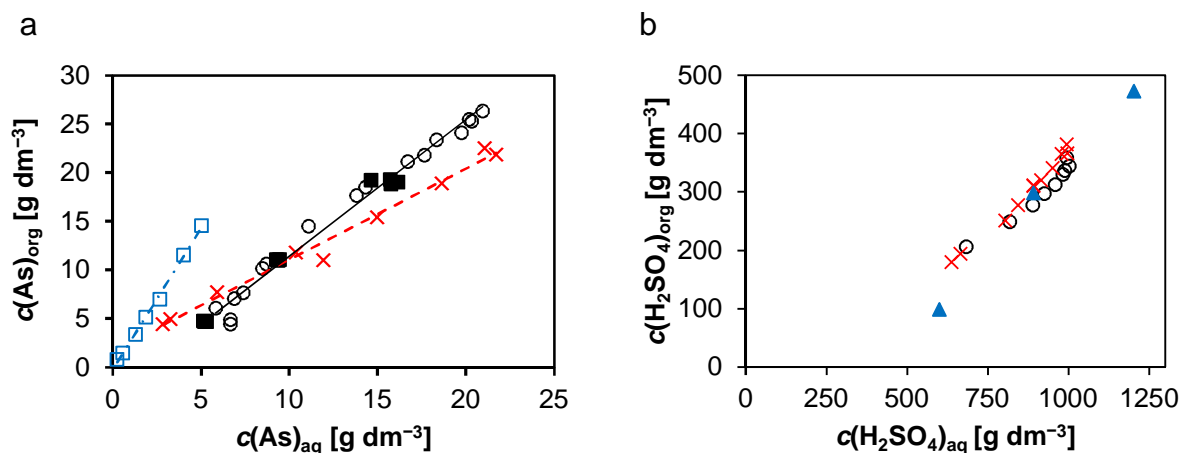 a
30
25
20
15
10
5
0
c(As)org [g dm⁻³]
0 5 10 15 20 25
c(As)aq [g dm⁻³]
b
500
400
300
200
100
0
c(H₂SO₄)org [g dm⁻³]
0 250 500 750 1000 1250
c(H₂SO₄)aq [g dm⁻³]